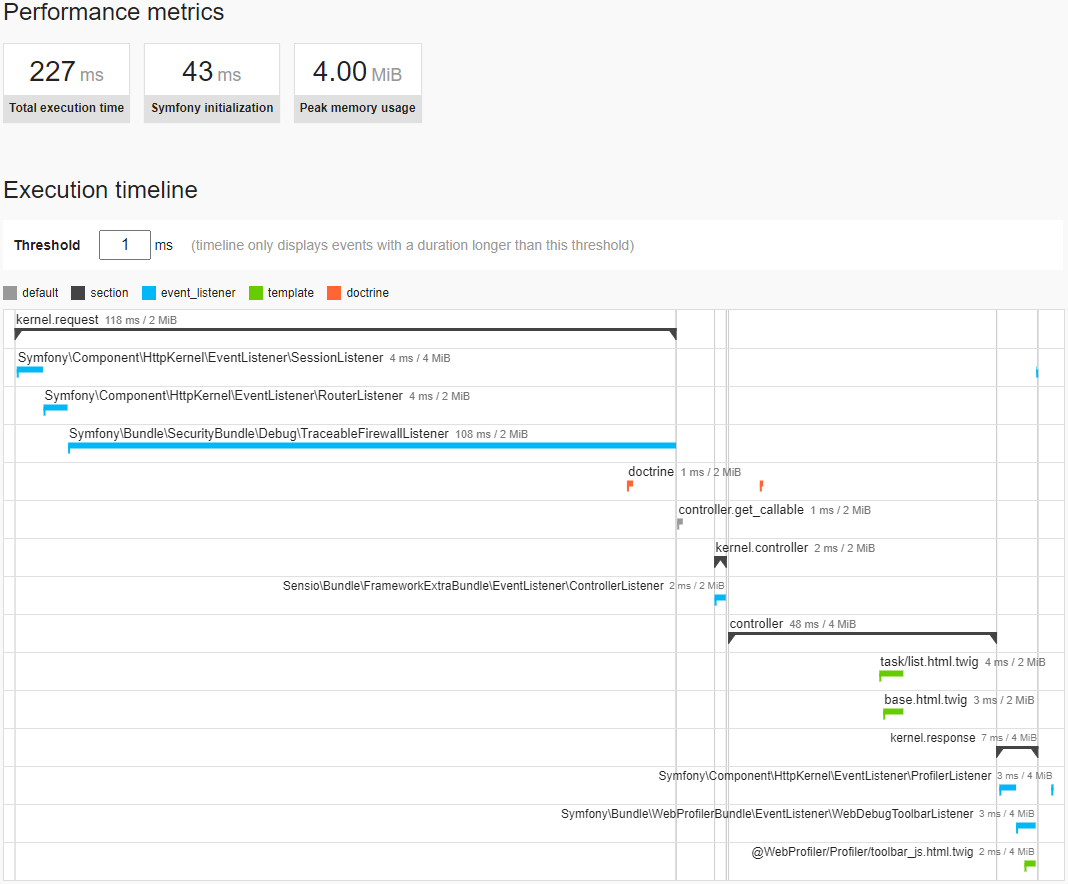 Performance metrics
227 ms
43 ms
4.00 MiB
Total execution time
Symfony initialization
Peak memory usage
Execution timeline
Threshold 1 ms (timeline only displays events with a duration longer than this threshold)
default section event_listener template doctrine
kernel.request 118 ms / 2 MiB
Symfony\Component\HttpKernel\EventListener\SessionListener 4 ms / 4 MiB
Symfony\Component\HttpKernel\EventListener\RouterListener 4 ms / 2 MiB
Symfony\Bundle\SecurityBundle\Debug\TraceableFirewallListener 108 ms / 2 MiB
doctrine 1 ms / 2 MiB
controller.get_callable 1 ms / 2 MiB
kernel.controller 2 ms / 2 MiB
Sensio\Bundle\FrameworkExtraBundle\EventListener\ControllerListener 2 ms / 2 MiB
controller 48 ms / 4 MiB
task/list.html.twig 4 ms / 2 MiB
base.html.twig 3 ms / 2 MiB
kernel.response 7 ms / 4 MiB
Symfony\Component\HttpKernel\EventListener\ProfilerListener 3 ms / 4 MiB
Symfony\Bundle\WebProfilerBundle\EventListener\WebDebugToolbarListener 3 ms / 4 MiB
@WebProfiler/Profiler/toolbar_js.html.twig 2 ms / 4 MiB